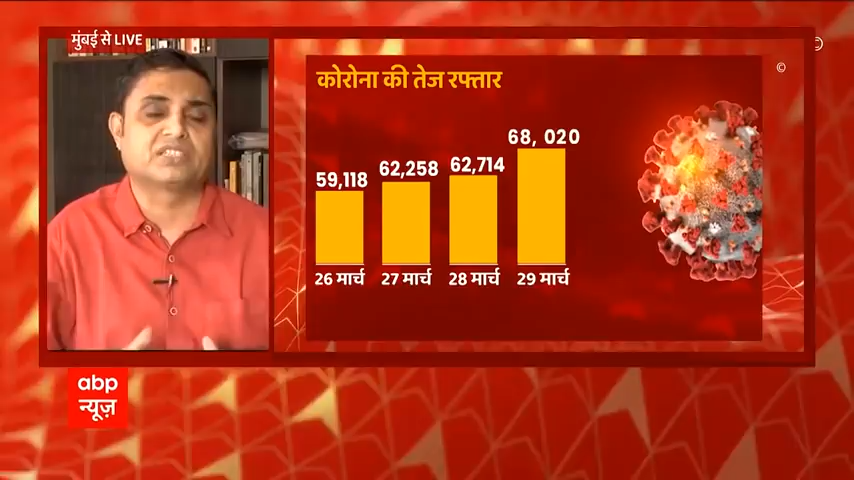 मुंबई से LIVE
©
©
कोरोना की तेज रफ्तार
59,118
62,258
62,714
68, 020
26 मार्च
27 मार्च
28 मार्च
29 मार्च
abp
न्यूज़